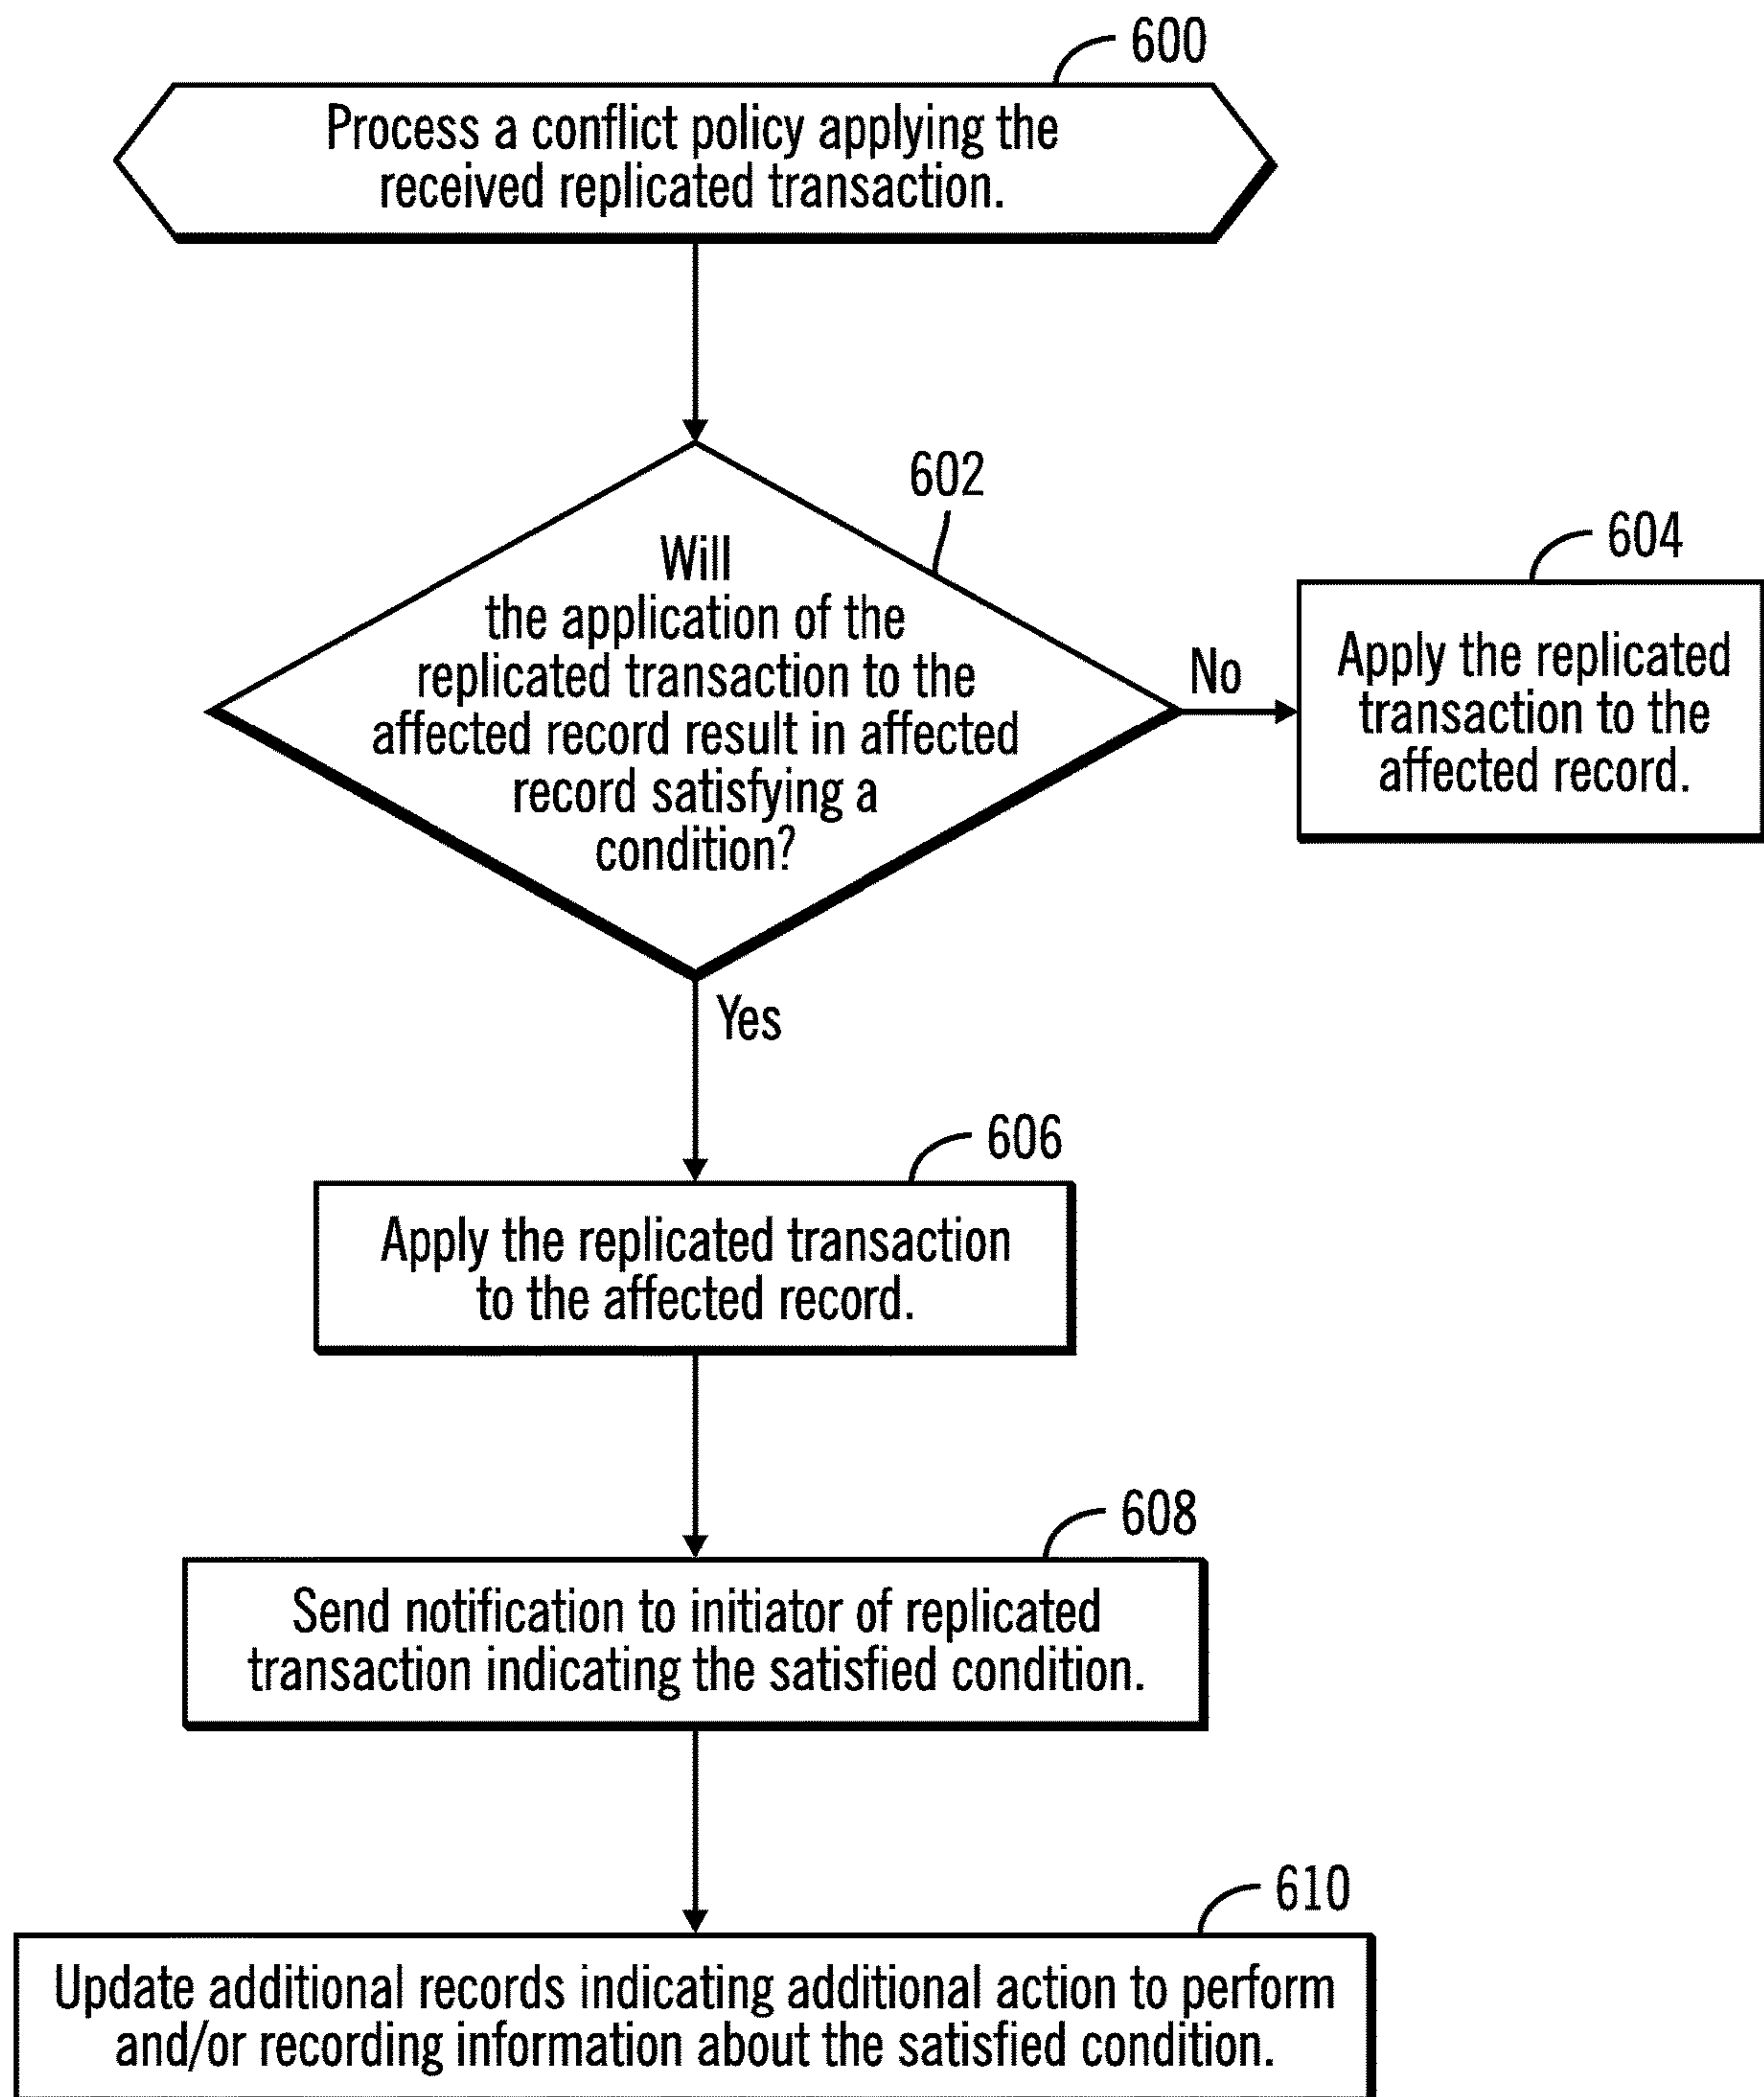 600
Process a conflict policy applying the
received replicated transaction.
602
Will
the application of the
replicated transaction to the
affected record result in affected
record satisfying a
condition?
No
604
Apply the replicated
transaction to the
affected record.
Yes
606
Apply the replicated transaction
to the affected record.
608
Send notification to initiator of replicated
transaction indicating the satisfied condition.
610
Update additional records indicating additional action to perform
and/or recording information about the satisfied condition.